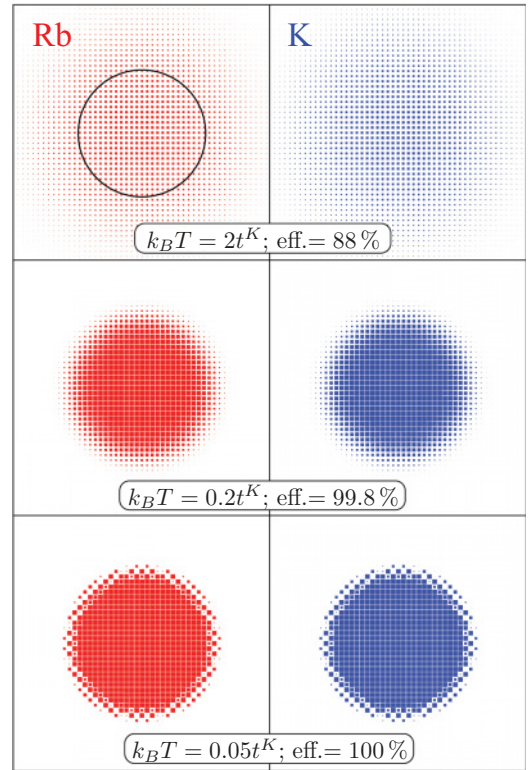 Rb
K
k_BT = 2t^K; eff.= 88 %
k_BT = 0.2t^K; eff.= 99.8 %
k_BT = 0.05t^K; eff.= 100 %